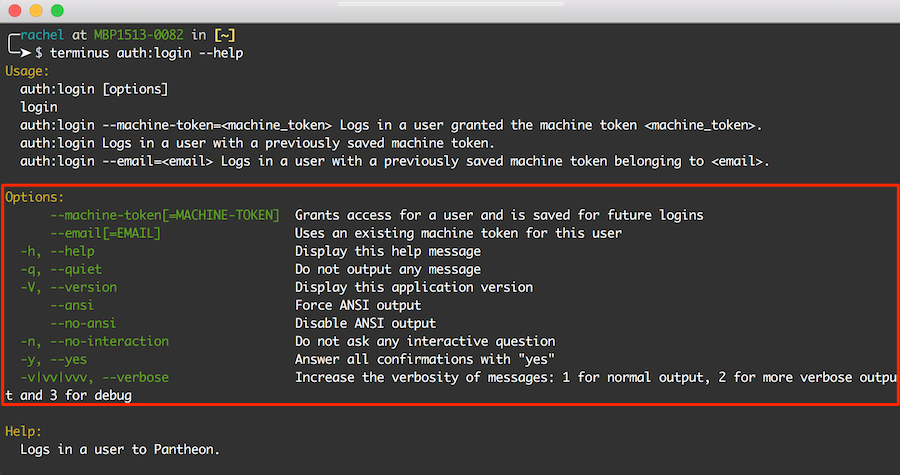 rachel at MBP1513-0082 in [~]
$ terminus auth:login --help
Usage:
auth:login [options]
login
auth:login --machine-token=<machine_token> Logs in a user granted the machine token <machine_token>.
auth:login Logs in a user with a previously saved machine token.
auth:login --email=<email> Logs in a user with a previously saved machine token belonging to <email>.
Options:
--machine-token[=MACHINE-TOKEN] Grants access for a user and is saved for future logins
--email[=EMAIL] Uses an existing machine token for this user
-h, --help Display this help message
-q, --quiet Do not output any message
-V, --version Display this application version
--ansi Force ANSI output
--no-ansi Disable ANSI output
-n, --no-interaction Do not ask any interactive question
-y, --yes Answer all confirmations with "yes"
-v|vv|vvv, --verbose Increase the verbosity of messages: 1 for normal output, 2 for more verbose outpu
t and 3 for debug
Help:
Logs in a user to Pantheon.